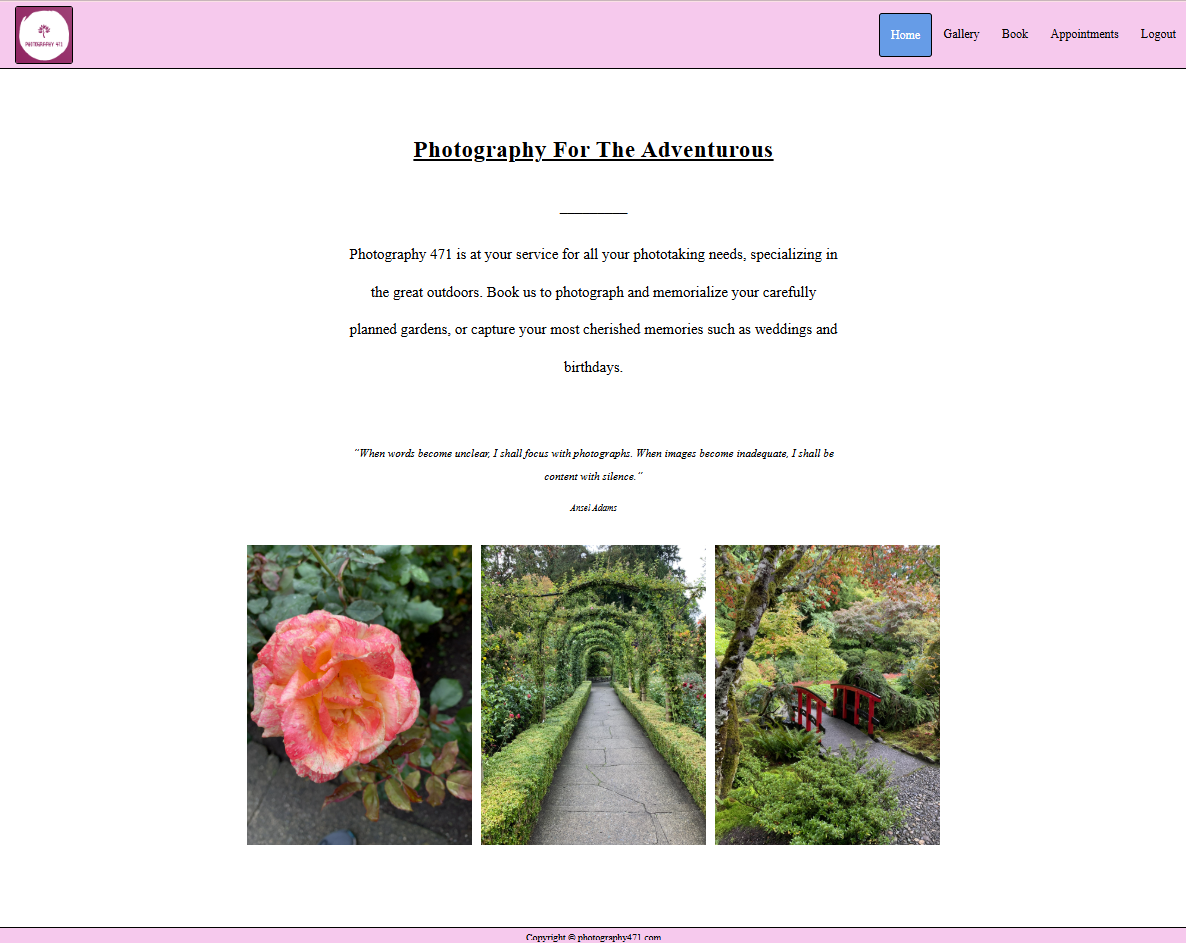 PHOTOGRAPHY 471
Home Gallery Book Appointments Logout
Photography For The Adventurous
Photography 471 is at your service for all your phototaking needs, specializing in
the great outdoors. Book us to photograph and memorialize your carefully
planned gardens, or capture your most cherished memories such as weddings and
birthdays.
"When words become unclear, I shall focus with photographs. When images become inadequate, I shall be
content with silence."
Ansel Adams
Copyright © photography471.com